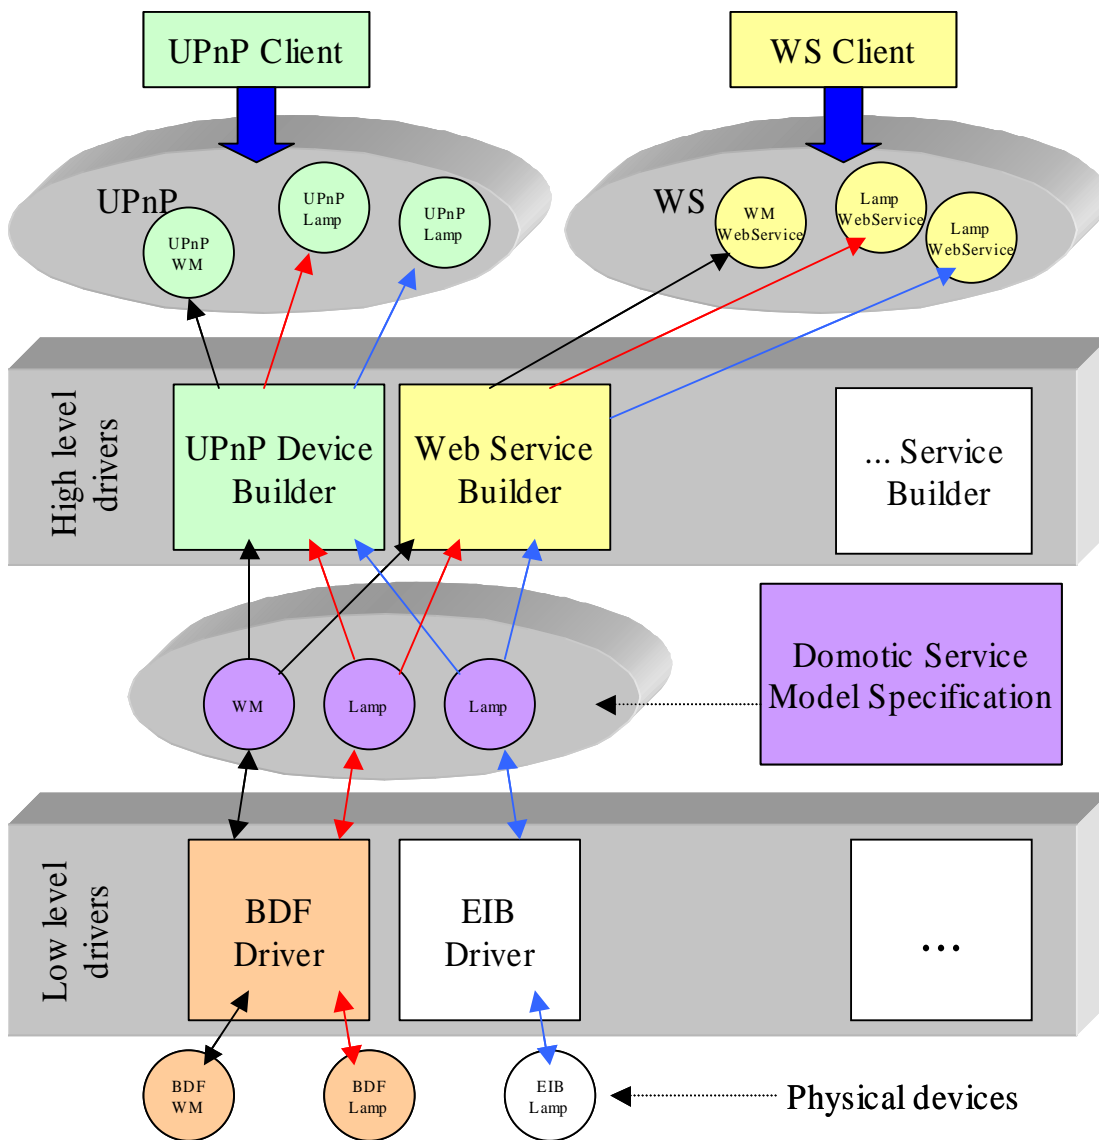 UPnP Client
WS Client
UPnP
UPnP
WM
UPnP
Lamp
UPnP
Lamp
WS
WM
WebService
Lamp
WebService
Lamp
WebService
High level
drivers
UPnP Device
Builder
Web Service
Builder
... Service
Builder
WM
Lamp
Lamp
Domotic Service
Model Specification
Low level
drivers
BDF
Driver
EIB
Driver
...
BDF
WM
BDF
Lamp
EIB
Lamp
Physical devices